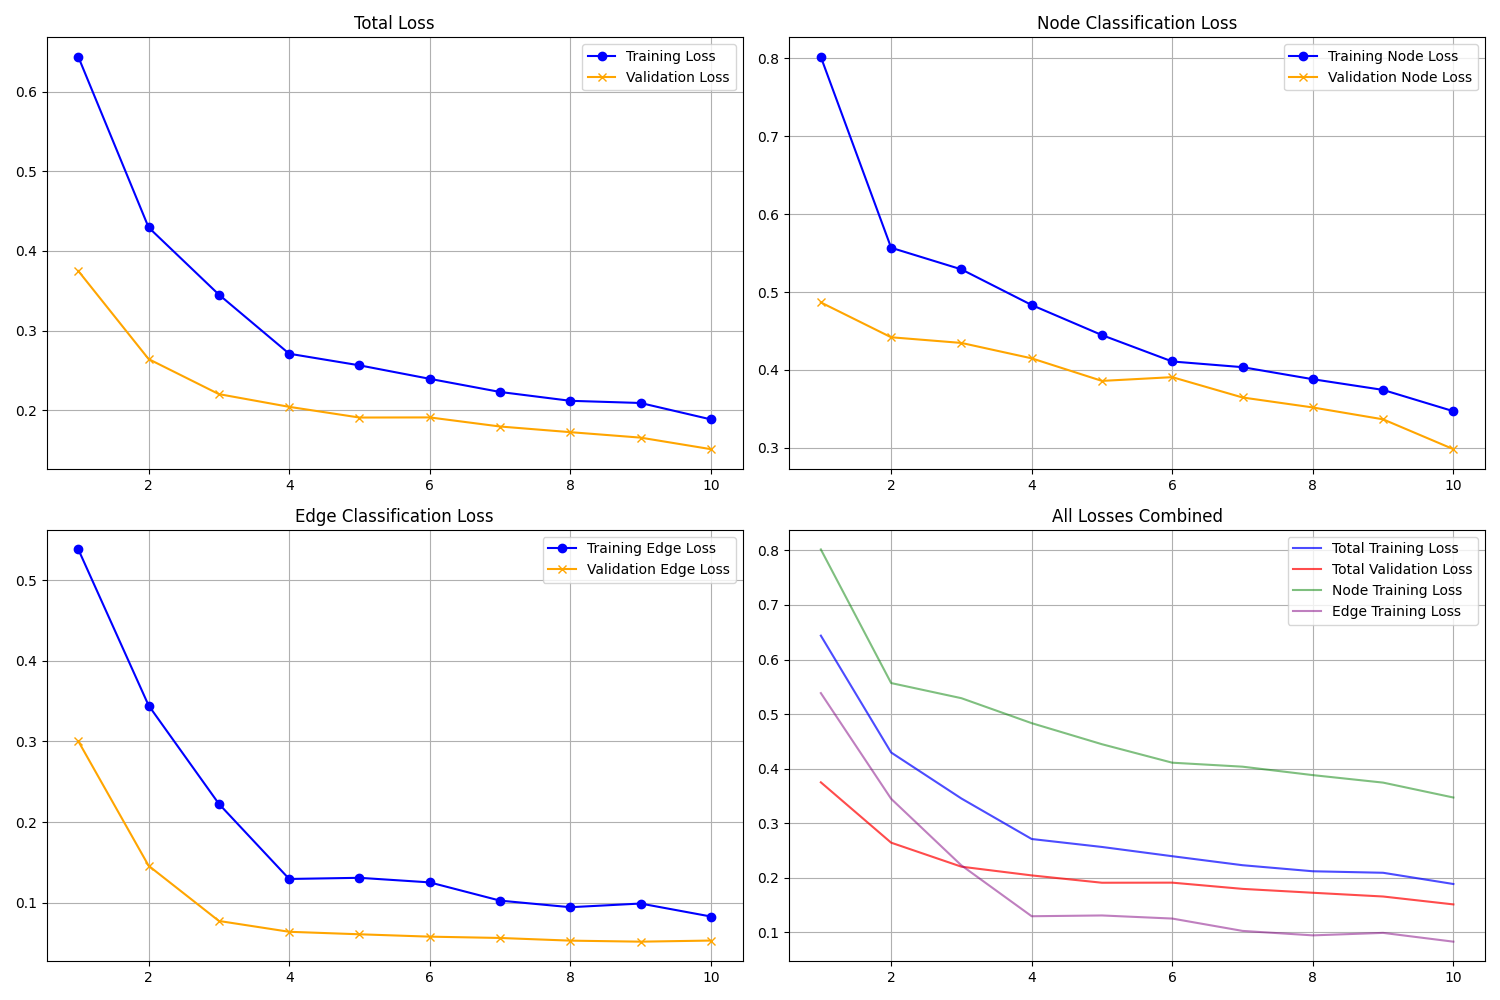 Total Loss
Training Loss
Validation Loss
0.6
0.5
0.4
0.3
0.2
2 4 6 8 10
Node Classification Loss
Training Node Loss
Validation Node Loss
0.8
0.7
0.6
0.5
0.4
0.3
2 4 6 8 10
Edge Classification Loss
Training Edge Loss
Validation Edge Loss
0.5
0.4
0.3
0.2
0.1
2 4 6 8 10
All Losses Combined
Total Training Loss
Total Validation Loss
Node Training Loss
Edge Training Loss
0.8
0.7
0.6
0.5
0.4
0.3
0.2
0.1
2 4 6 8 10